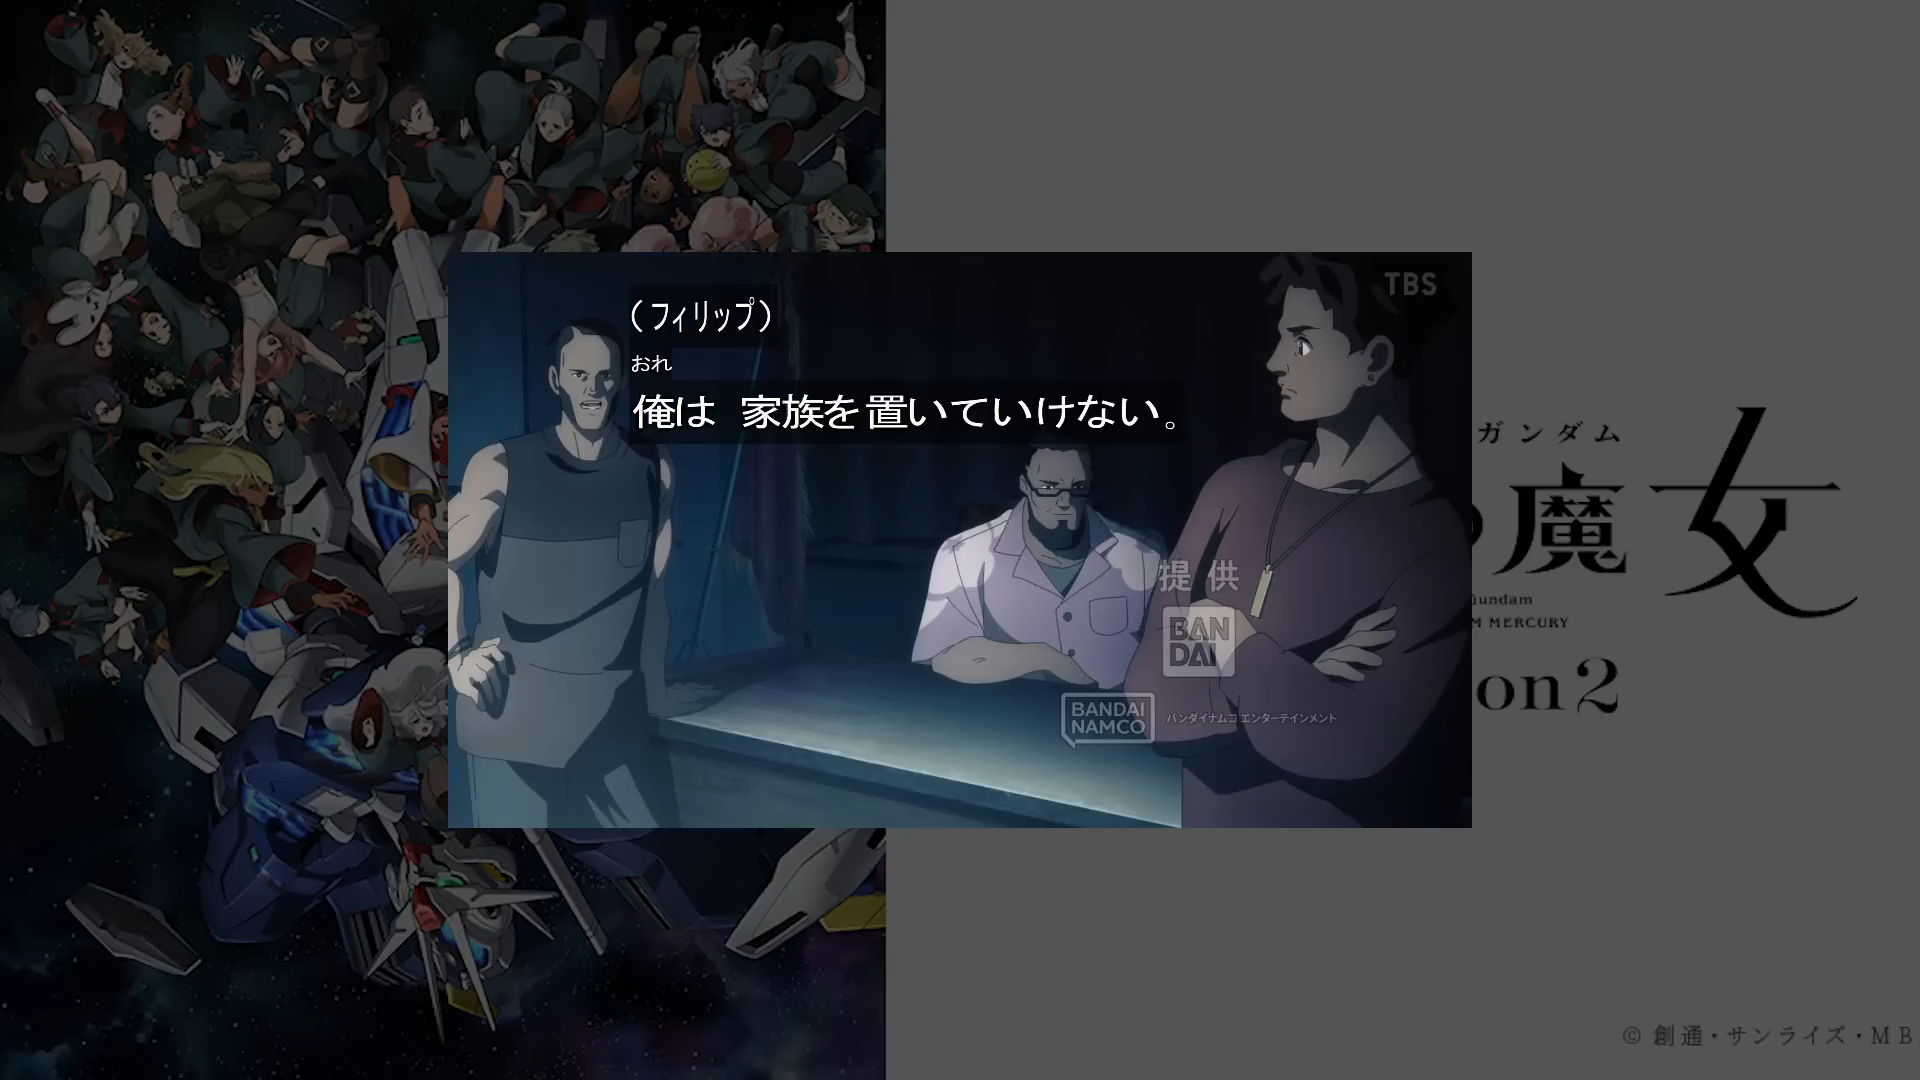 TBS
(フィリップ)
おれ
俺は 家族を置いていけない。
提供
BAN
DAI
BANDAI
NAMCO
バンダイナムコエンターテインメント
ガンダム
魔女
Gundam
M MERCURY
on2
© 創通・サンライズ・MB